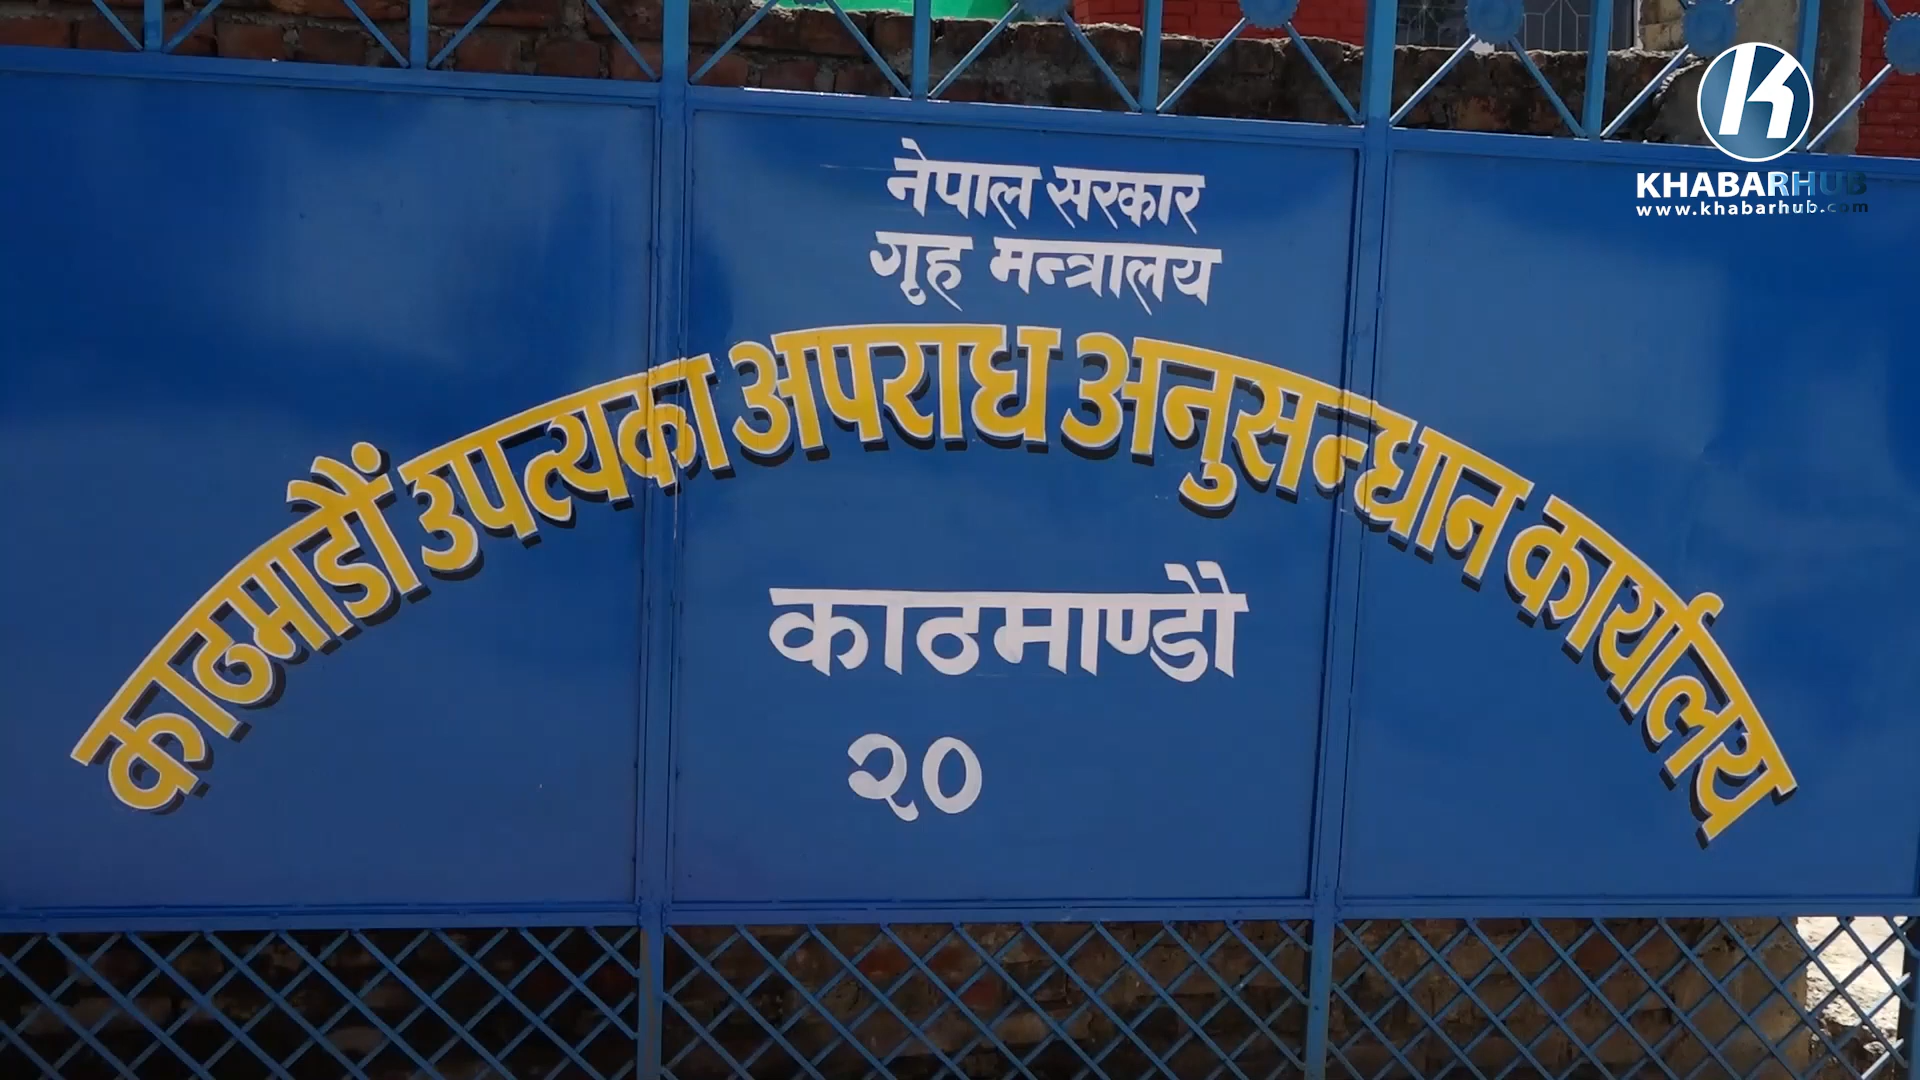 नेपाल सरकार
गृह मन्त्रालय
काठमाडौं उपत्यका अपराध अनुसन्धान कार्यालय
काठमाण्डौ
२०
KHABARHUB
www.khabarhub.com